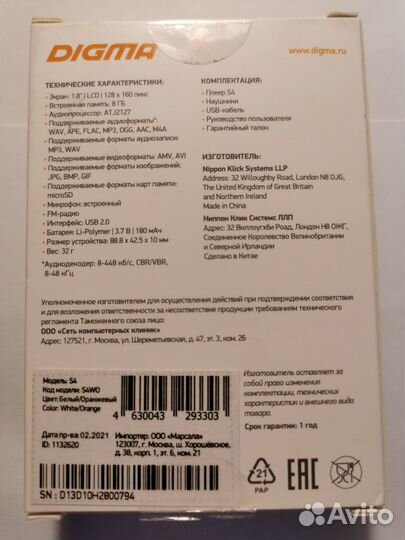 DIGMA
www.digma.ru
ТЕХНИЧЕСКИЕ ХАРАКТЕРИСТИКИ:
• Экран: 1.8" / LCD | 128 x 160 пикс
• Встроенная память: 8 ГБ
• Аудиопроцессор: ATJ2127
• Поддерживаемые аудиоформаты*:
WAV, APE, FLAC, MP3, OGG, AAC, M4A
• Поддерживаемые форматы аудиозаписи:
MP3, WAV
• Поддерживаемые видеоформаты: AMV, AVI
• Поддерживаемые форматы изображений:
JPG, BMP, GIF
• Поддерживаемые форматы карт памяти:
microSD
• Микрофон: встроенный
• FM-радио
• Интерфейс: USB 2.0
• Батарея: Li-Polymer | 3.7 В | 180 мАч
• Размер устройства: 88.8 x 42.5 x 10 мм
• Вес: 32 г
*Аудиодекодер: 8-448 кб/с, CBR/VBR,
8-48 кГц
КОМПЛЕКТАЦИЯ:
• Плеер S4
• Наушники
• USB-кабель
• Руководство пользователя
• Гарантийный талон
ИЗГОТОВИТЕЛЬ:
Nippon Klick Systems LLP
Address: 32 Willoughby Road, London N8 0JG,
The United Kingdom of Great Britain
and Northern Ireland
Made in China
Ниппон Клик Системс ЛЛП
Адрес: 32 Виллоугхби Роад, Лондон Н8 ОЖГ,
Соединенное Королевство Великобритании
и Северной Ирландии
Сделано в Китае
Уполномоченное изготовителем для осуществления действий при подтверждении соответствия
и для возложения ответственности за несоответствие продукции требованиям технического
регламента Таможенного союза лицо:
ООО «Сеть компьютерных клиник»
Адрес: 127521, г. Москва, ул. Шереметьевская, д. 47, эт. 3, ком. 26
Модель: S4
Код модели: S4WO
Цвет: Белый/Оранжевый
Color: White/Orange
4 630043 293303
Дата пр-ва: 02.2021
ID: 1132620
Импортер: ООО «Марсала»
123007, г. Москва, ш. Хорошёвское,
д. 38, корп. 1, эт. 6, ком. 21
SN : D13D10H2800794
Изготовитель оставляет за
собой право изменения
комплектации, технических
характеристик и внешнего вида
товара.
Срок гарантии: 1 год
21
PAP
EAC
Avito